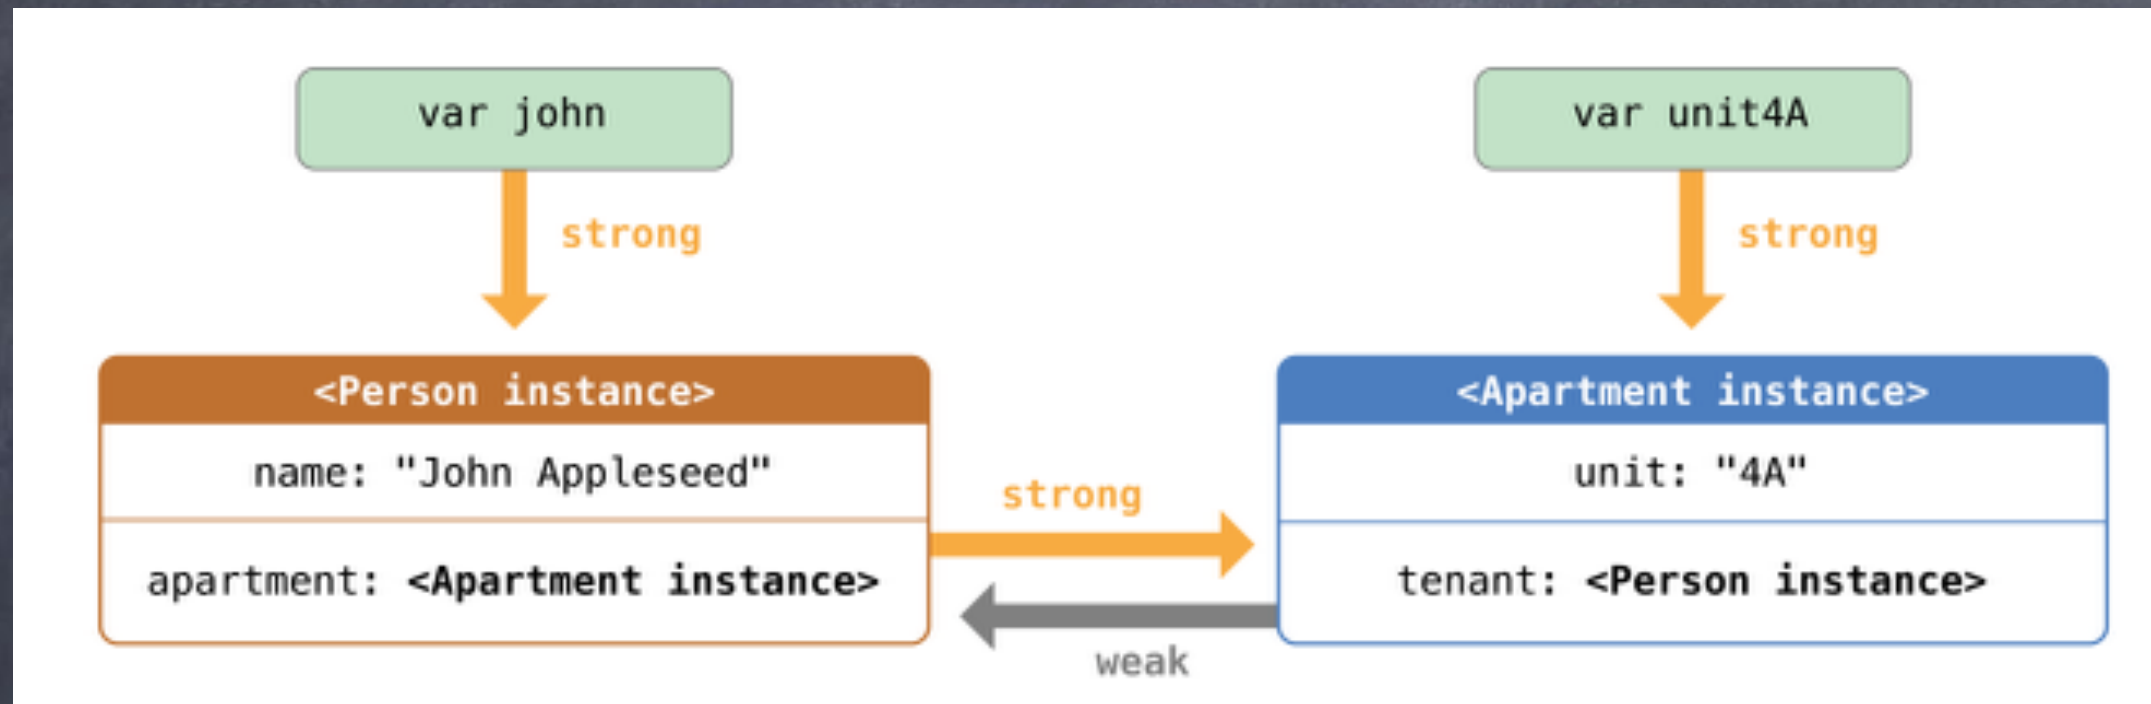 var john
var unit4A
strong
strong
<Person instance>
<Apartment instance>
name: "John Appleseed"
unit: "4A"
strong
apartment: <Apartment instance>
tenant: <Person instance>
weak